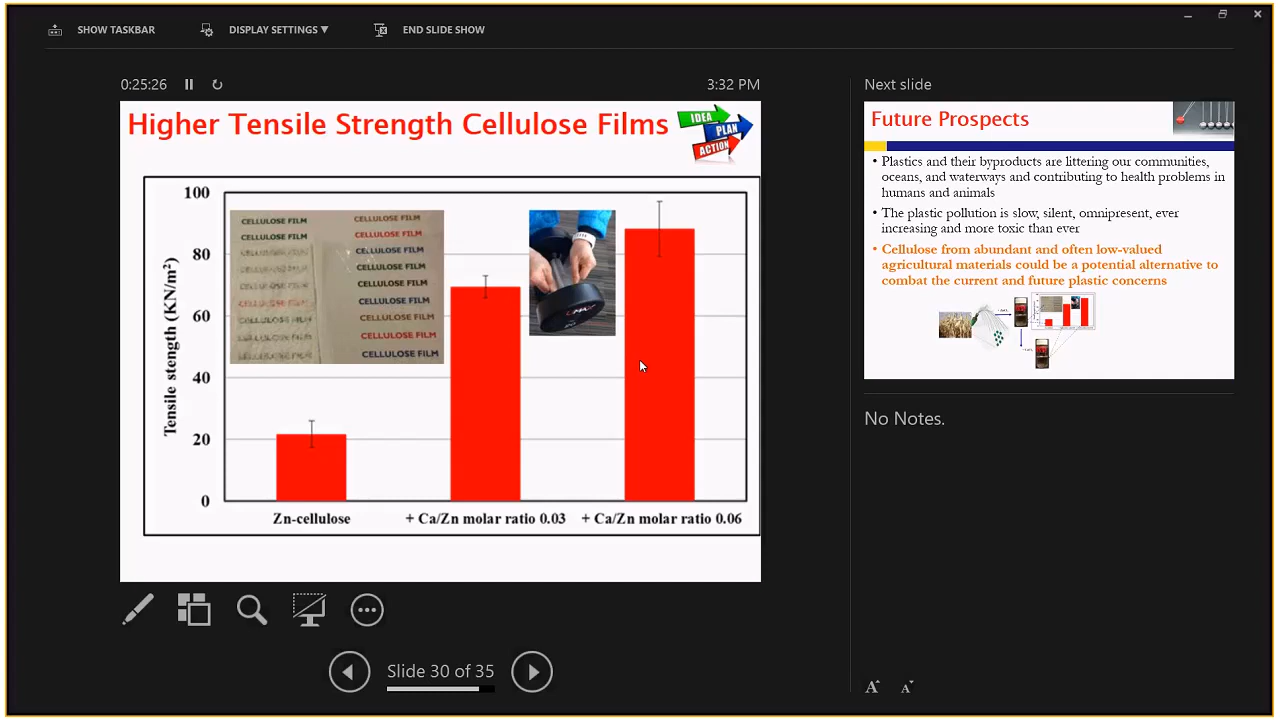 SHOW TASKBAR
DISPLAY SETTINGS ▼
END SLIDE SHOW
0:25:26
3:32 PM
Higher Tensile Strength Cellulose Films
IDEA
PLAN
ACTION
100
80
60
40
20
0
Tensile stength (KN/m²)
CELLULOSE FILM
CELLULOSE FILM
CELLULOSE FILM
CELLULOSE FILM
CELLULOSE FILM
CELLULOSE FILM
CELLULOSE FILM
CELLULOSE FILM
CELLULOSE FILM
CELLULOSE FILM
CELLULOSE FILM
CELLULOSE FILM
CELLULOSE FILM
CELLULOSE FILM
Zn-cellulose
+ Ca/Zn molar ratio 0.03
+ Ca/Zn molar ratio 0.06
Slide 30 of 35
Next slide
Future Prospects
• Plastics and their byproducts are littering our communities,
oceans, and waterways and contributing to health problems in
humans and animals
• The plastic pollution is slow, silent, omnipresent, ever
increasing and more toxic than ever
• Cellulose from abundant and often low-valued
agricultural materials could be a potential alternative to
combat the current and future plastic concerns
No Notes.
A
A